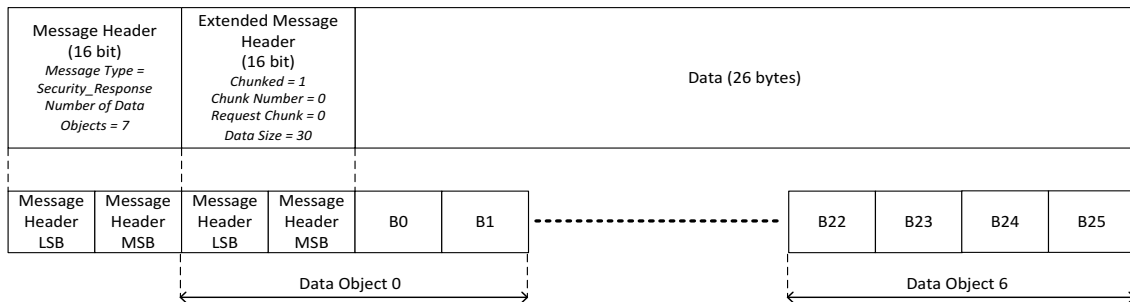 Message Header
(16 bit)
Message Type =
Security_Response
Number of Data
Objects = 7
Extended Message
Header
(16 bit)
Chunked = 1
Chunk Number = 0
Request Chunk = 0
Data Size = 30
Data (26 bytes)
Message
Header
LSB
Message
Header
MSB
Message
Header
LSB
Message
Header
MSB
B0
B1
B22
B23
B24
B25
Data Object 0
Data Object 6